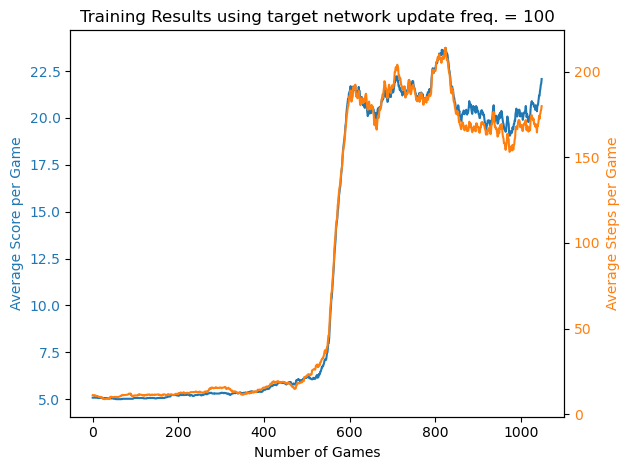 Training Results using target network update freq. = 100
22.5
20.0
17.5
15.0
12.5
10.0
7.5
5.0
Average Score per Game
200
150
100
50
0
Average Steps per Game
0 200 400 600 800 1000
Number of Games